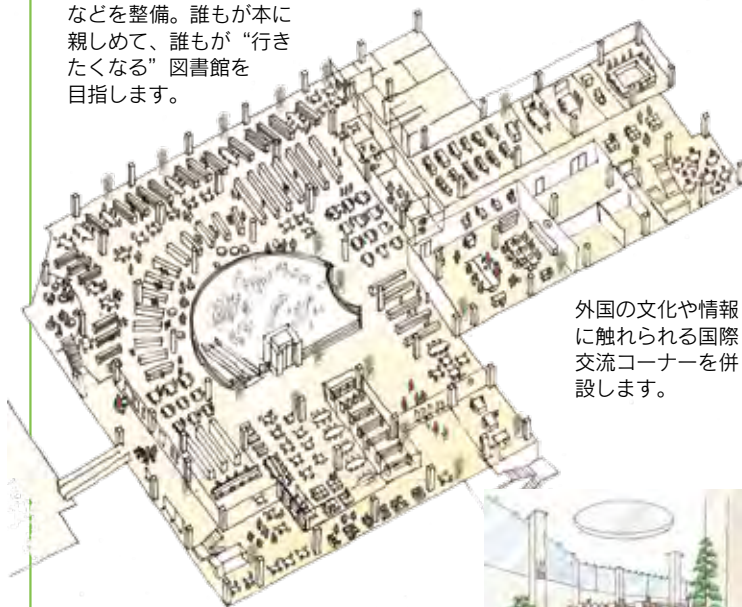 などを整備。誰もが本に
親しめて、誰もが“行き
たくなる”図書館を
目指します。
外国の文化や情報
に触れられる国際
交流コーナーを併
設します。